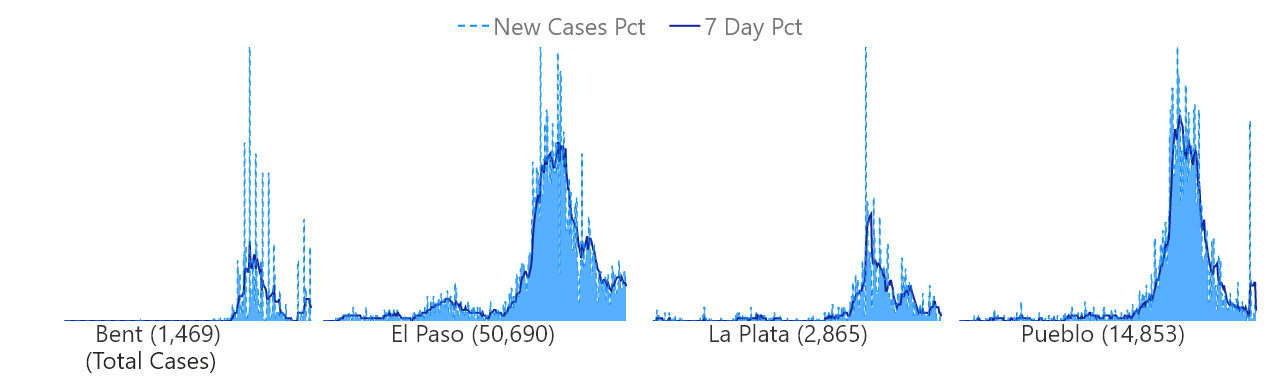 New Cases Pct 7 Day Pct
Bent (1,469) El Paso (50,690) La Plata (2,865) Pueblo (14,853)
(Total Cases)